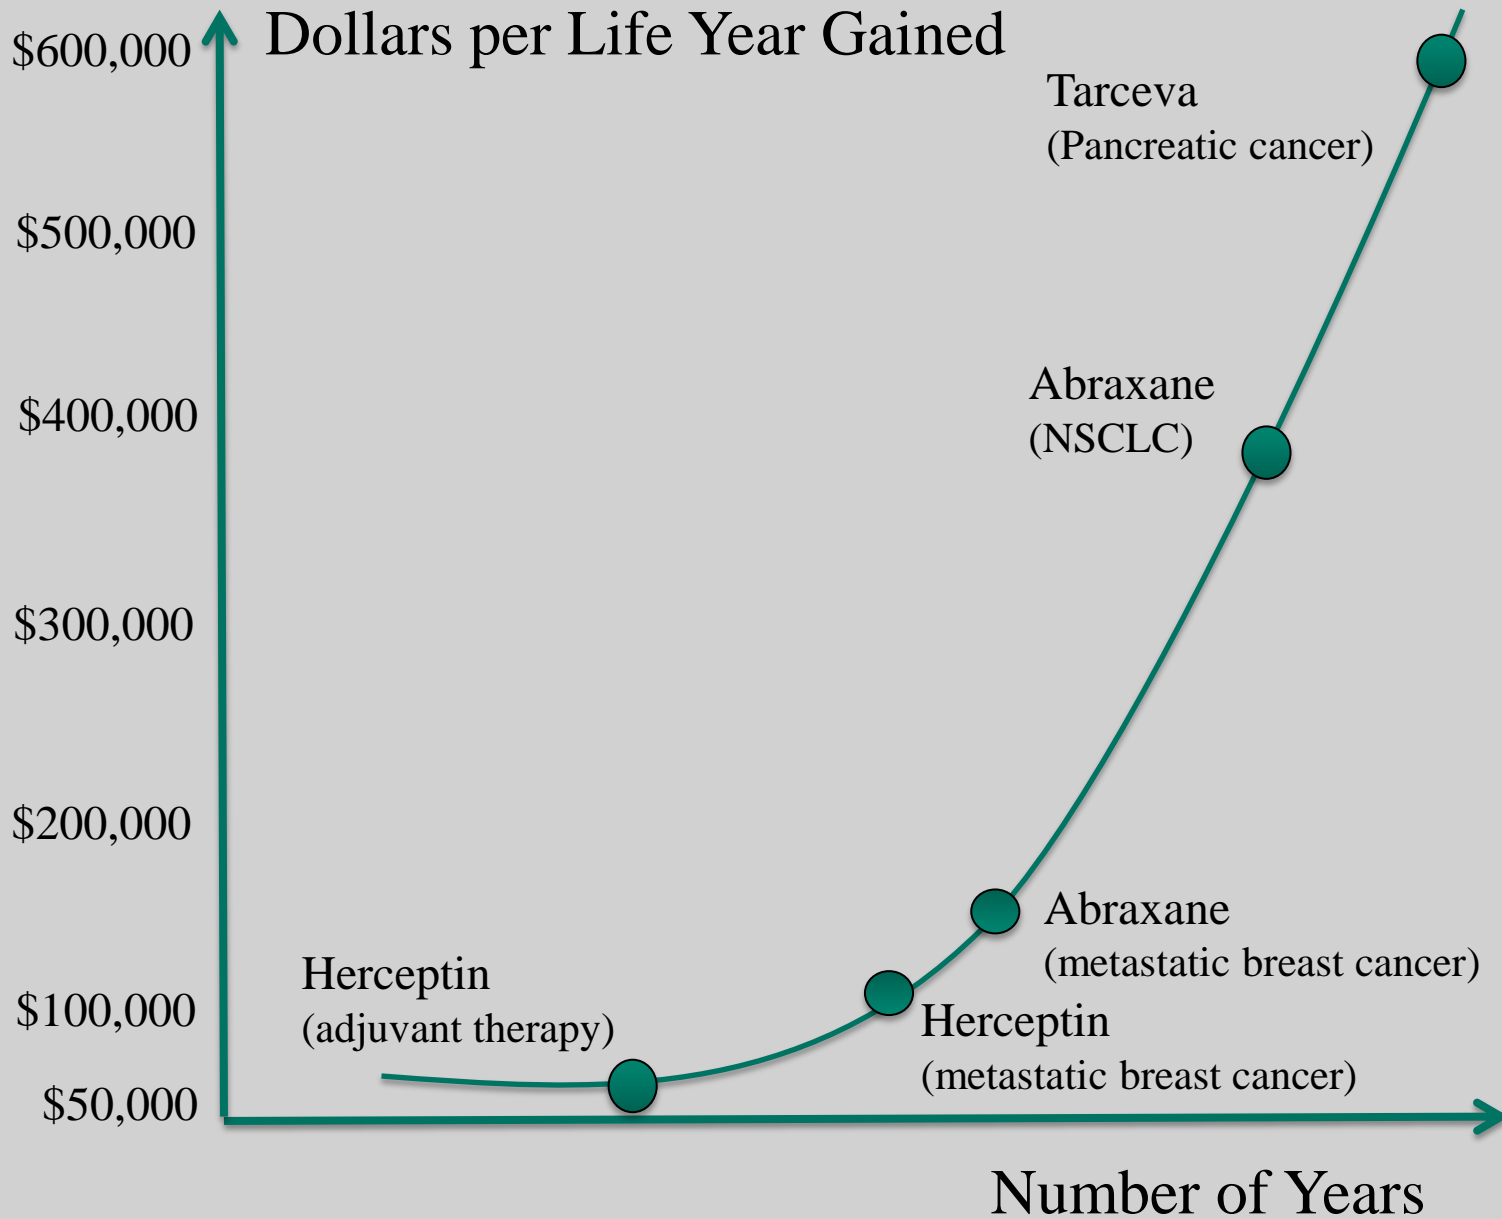 Dollars per Life Year Gained
$600,000
Tarceva
(Pancreatic cancer)
$500,000
$400,000
Abraxane
(NSCLC)
$300,000
$200,000
Abraxane
(metastatic breast cancer)
Herceptin
(adjuvant therapy)
$100,000
Herceptin
(metastatic breast cancer)
$50,000
Number of Years